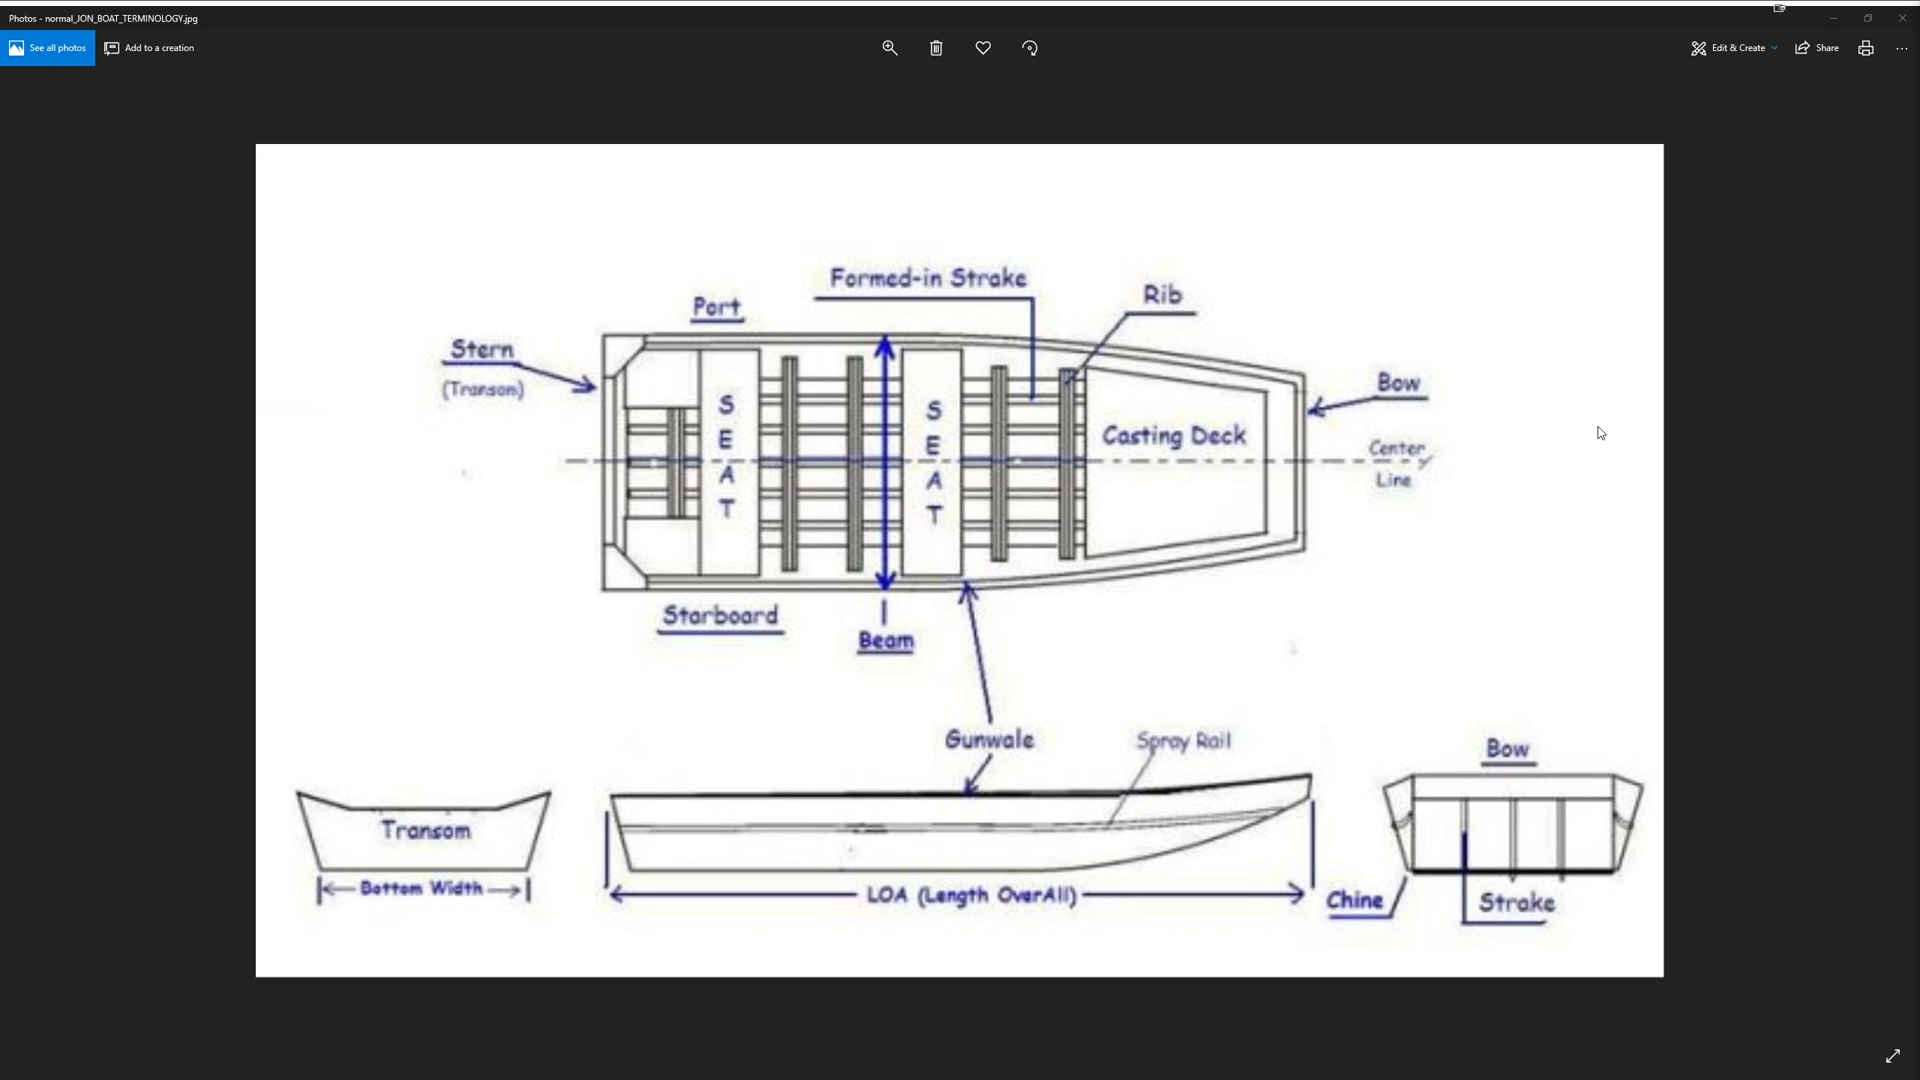 Photos - normal_JON_BOAT_TERMINOLOGY.jpg
See all photos
Add to a creation
Edit & Create
Share
Formed-in Strake
Rib
Port
Stern
(Transom)
Bow
SEAT
SEAT
Casting Deck
Center
Line
Starboard
Beam
Gunwale
Spray Rail
Bow
Transom
Bottom Width
LOA (Length OverAll)
Chine
Strake